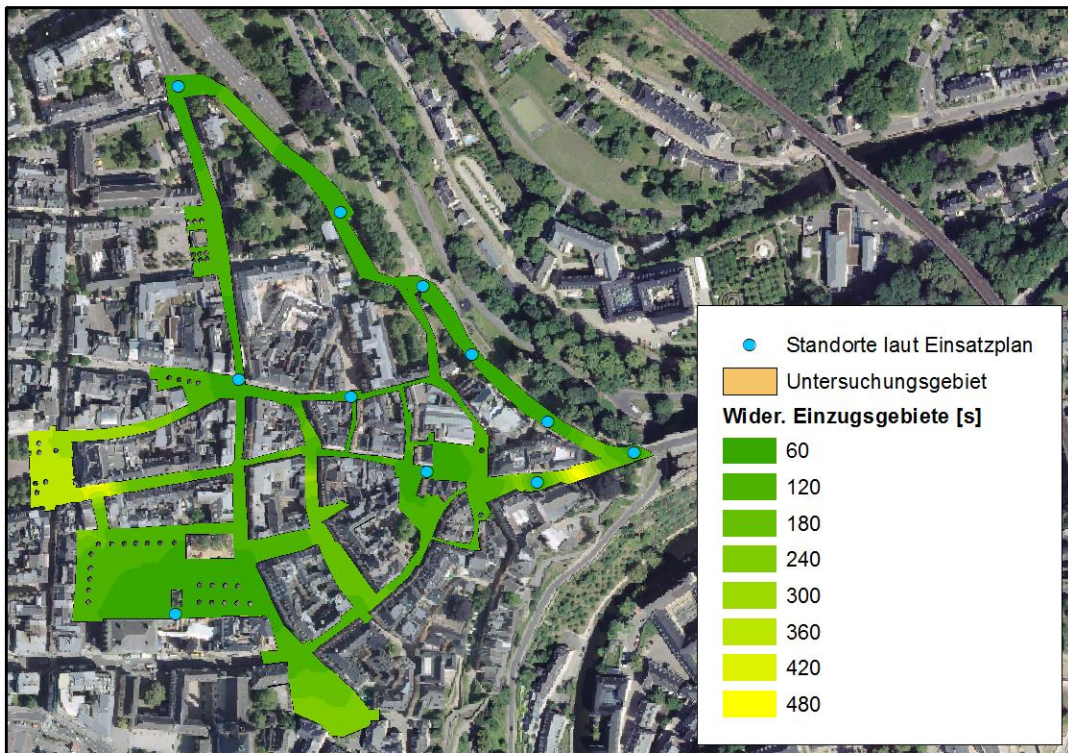 Standorte laut Einsatzplan
Untersuchungsgebiet
Wider. Einzugsgebiete [s]
60
120
180
240
300
360
420
480